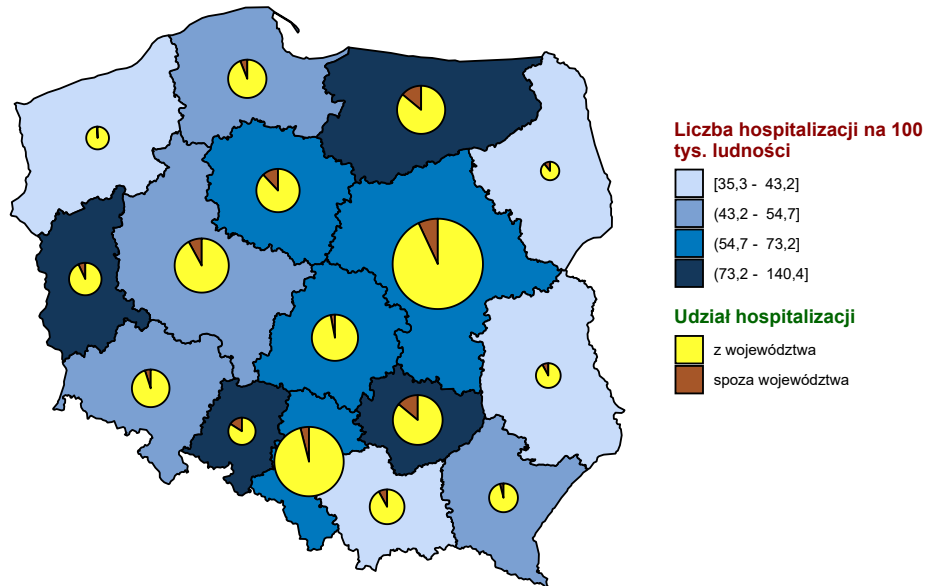 Liczba hospitalizacji na 100
tys. ludności
[35,3 - 43,2]
(43,2 - 54,7]
(54,7 - 73,2]
(73,2 - 140,4]
Udział hospitalizacji
z województwa
spoza województwa